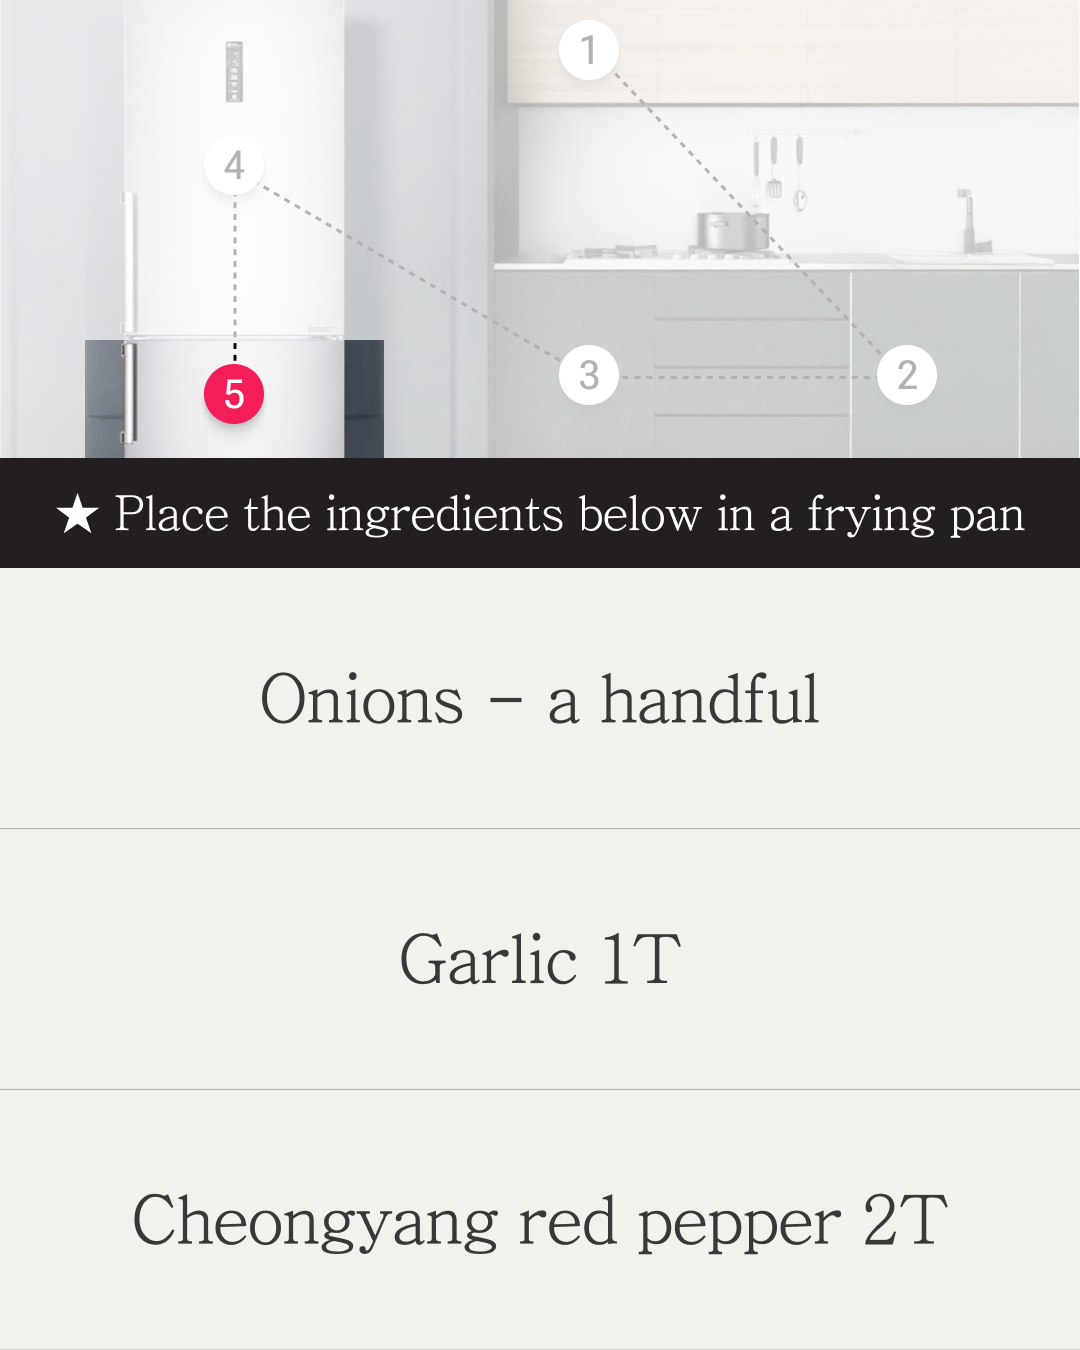 1
4
3
2
5
★ Place the ingredients below in a frying pan
Onions – a handful
Garlic 1T
Cheongyang red pepper 2T